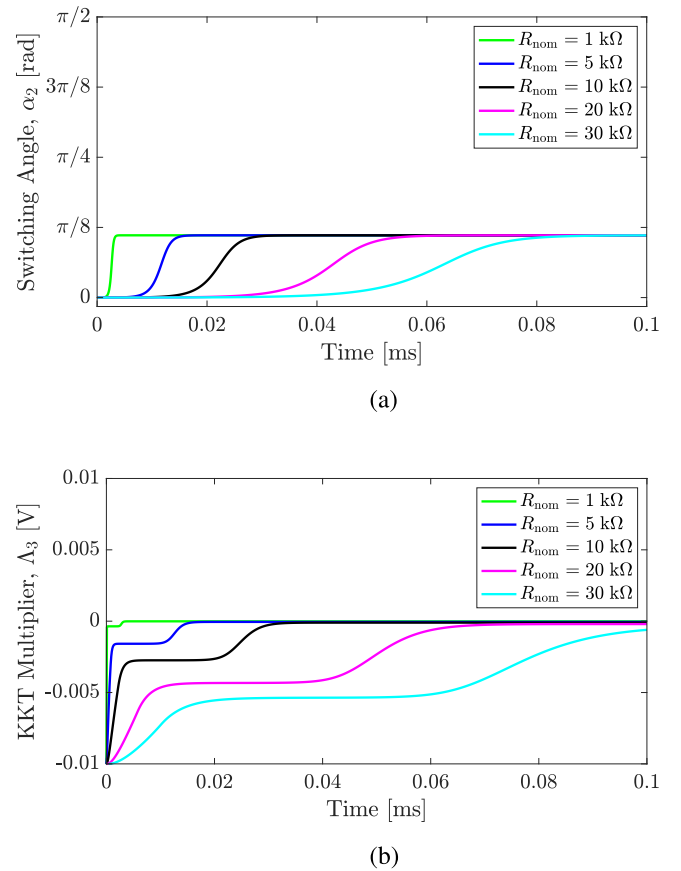 π/2
3π/8
π/4
π/8
0
Switching Angle, α₂ [rad]
R_nom = 1 kΩ
R_nom = 5 kΩ
R_nom = 10 kΩ
R_nom = 20 kΩ
R_nom = 30 kΩ
0 0.02 0.04 0.06 0.08 0.1
Time [ms]
(a)
0.01
0.005
0
-0.005
-0.01
KKT Multiplier, Λ₃ [V]
R_nom = 1 kΩ
R_nom = 5 kΩ
R_nom = 10 kΩ
R_nom = 20 kΩ
R_nom = 30 kΩ
0 0.02 0.04 0.06 0.08 0.1
Time [ms]
(b)